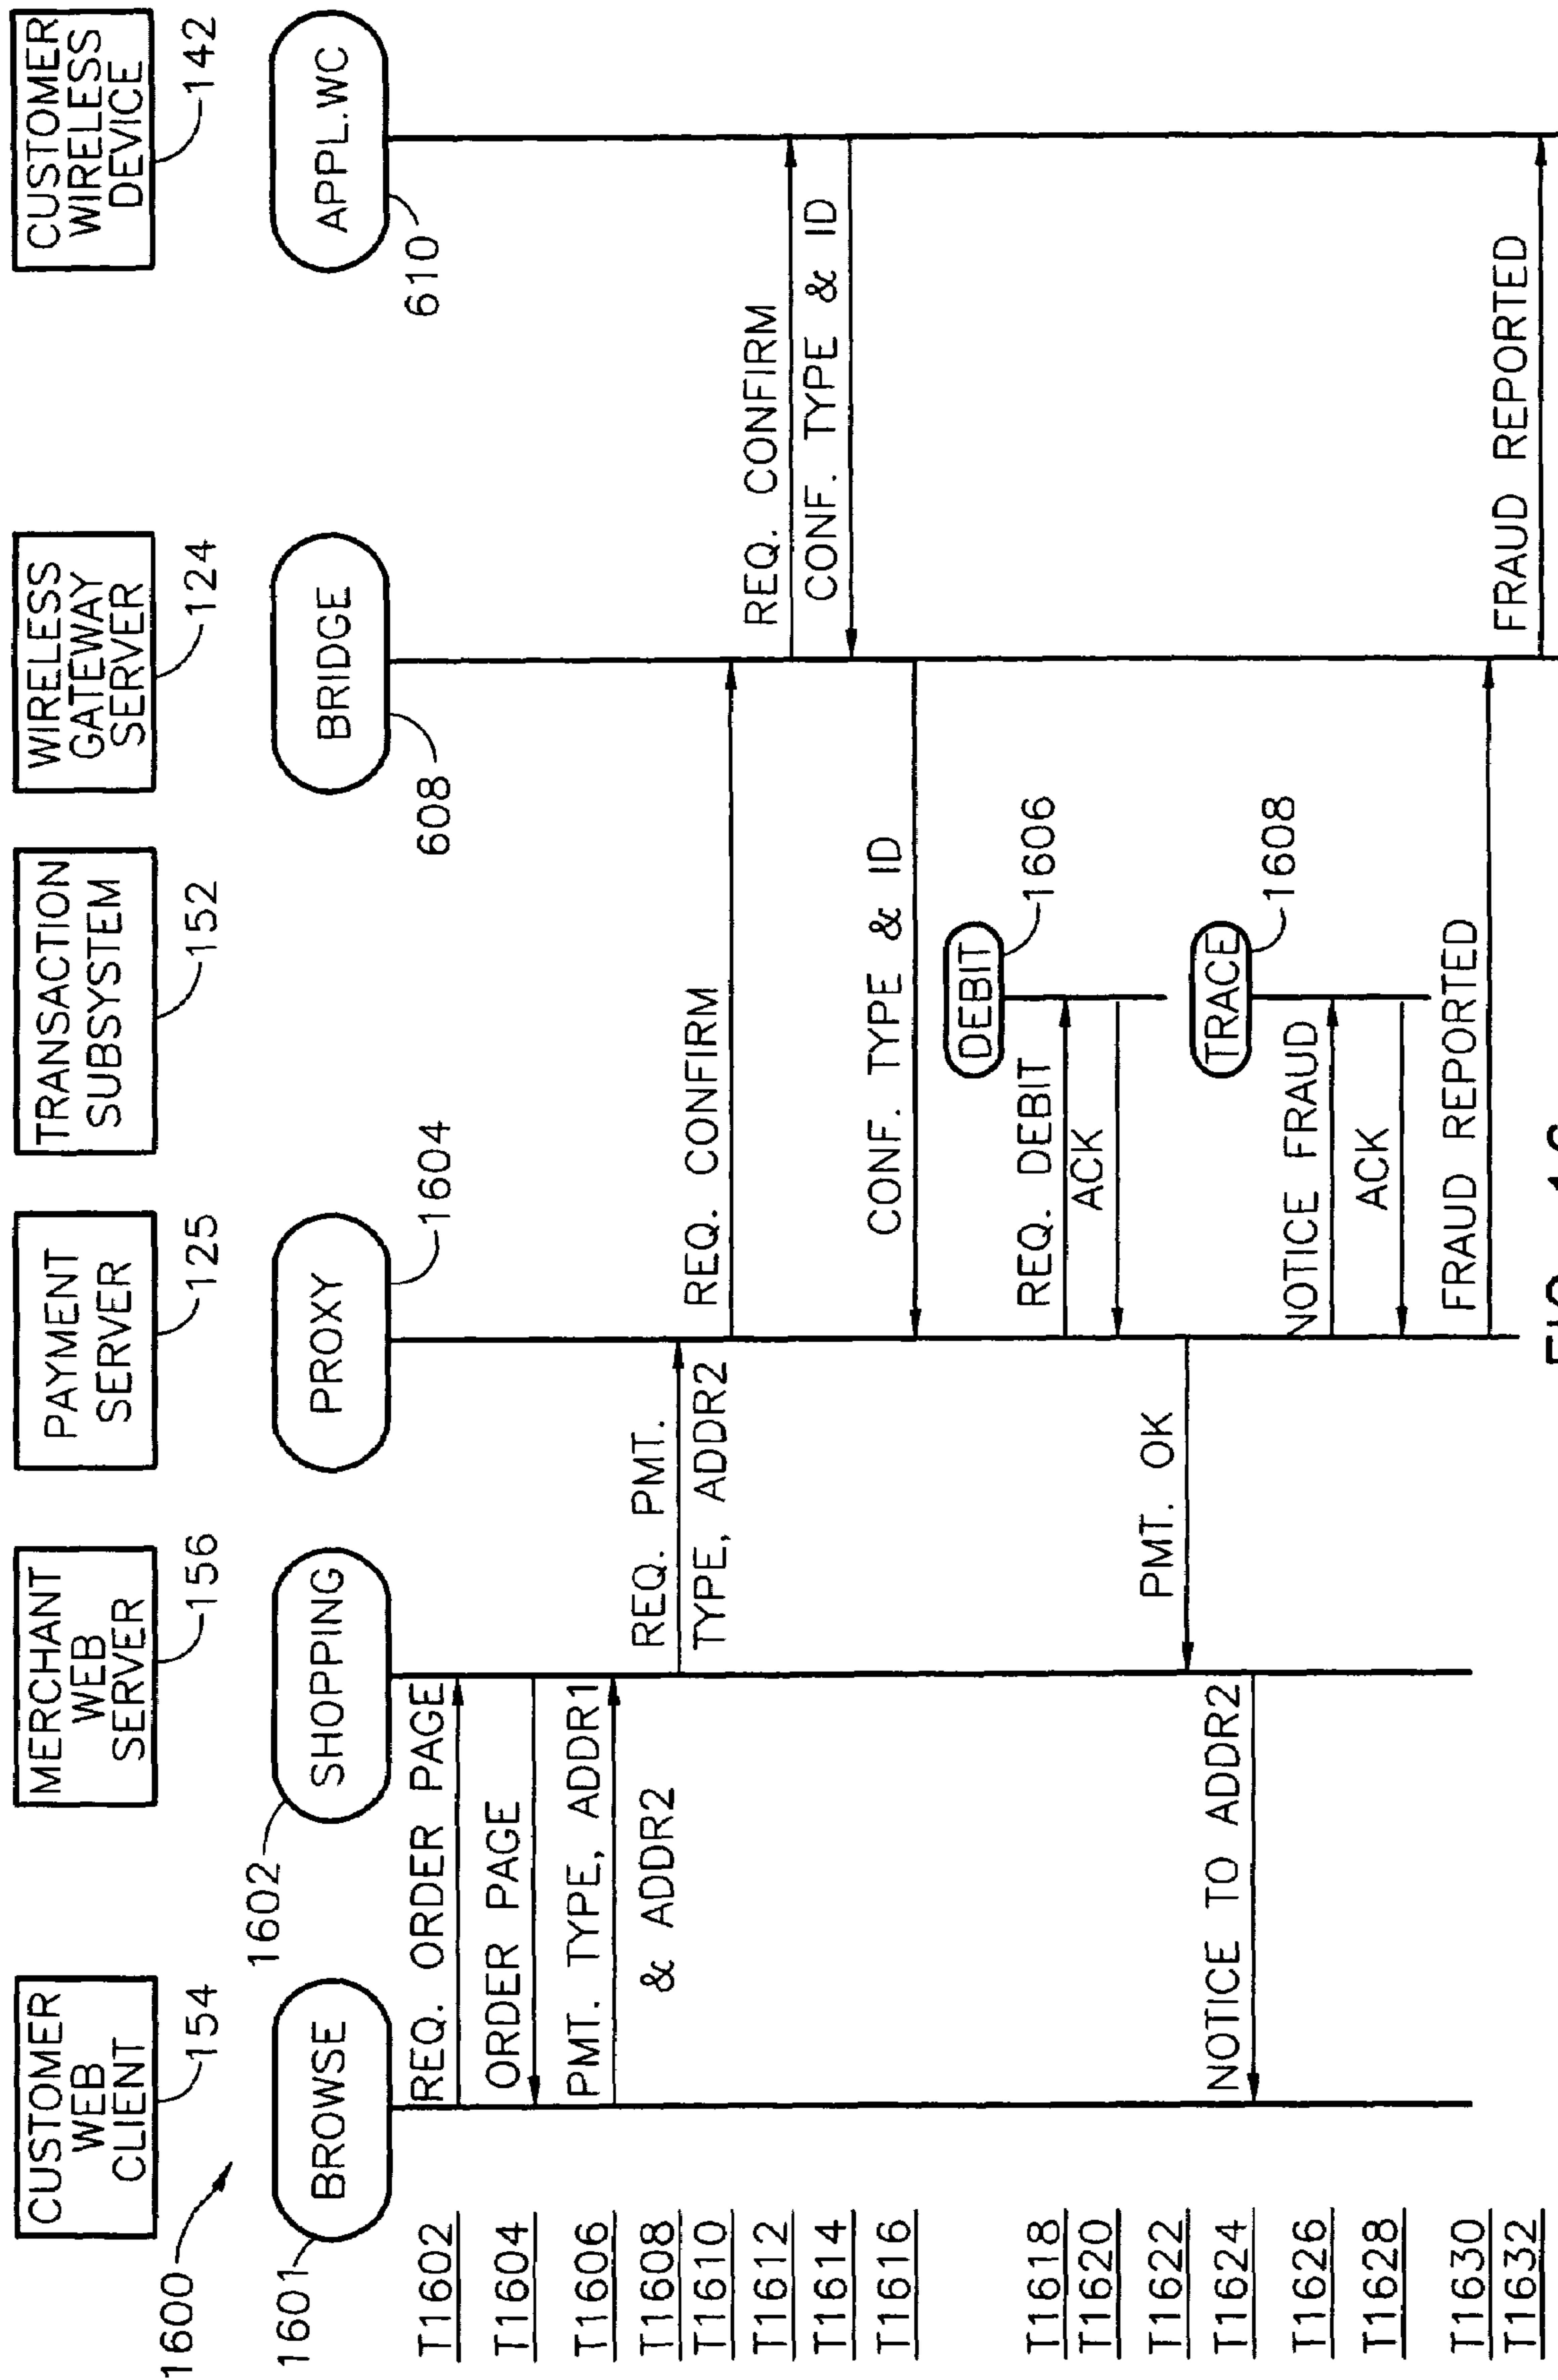 CUSTOMER
WEB
CLIENT
154
MERCHANT
WEB
SERVER
156
PAYMENT
SERVER
125
TRANSACTION
SUBSYSTEM
152
WIRELESS
GATEWAY
SERVER
124
CUSTOMER
WIRELESS
DEVICE
142
1600
1601
BROWSE
1602
SHOPPING
PROXY
1604
BRIDGE
608
APPL.WC
610
T1602
REQ. ORDER PAGE
T1604
ORDER PAGE
T1606
PMT. TYPE, ADDR1
& ADDR2
T1608
REQ. PMT.
TYPE, ADDR2
T1610
REQ. CONFIRM
T1612
REQ. CONFIRM
T1614
CONF. TYPE & ID
T1616
CONF. TYPE & ID
DEBIT
1606
T1618
REQ. DEBIT
T1620
ACK
T1622
PMT. OK
T1624
NOTICE TO ADDR2
TRACE
1608
T1626
NOTICE FRAUD
T1628
ACK
T1630
FRAUD REPORTED
T1632
FRAUD REPORTED